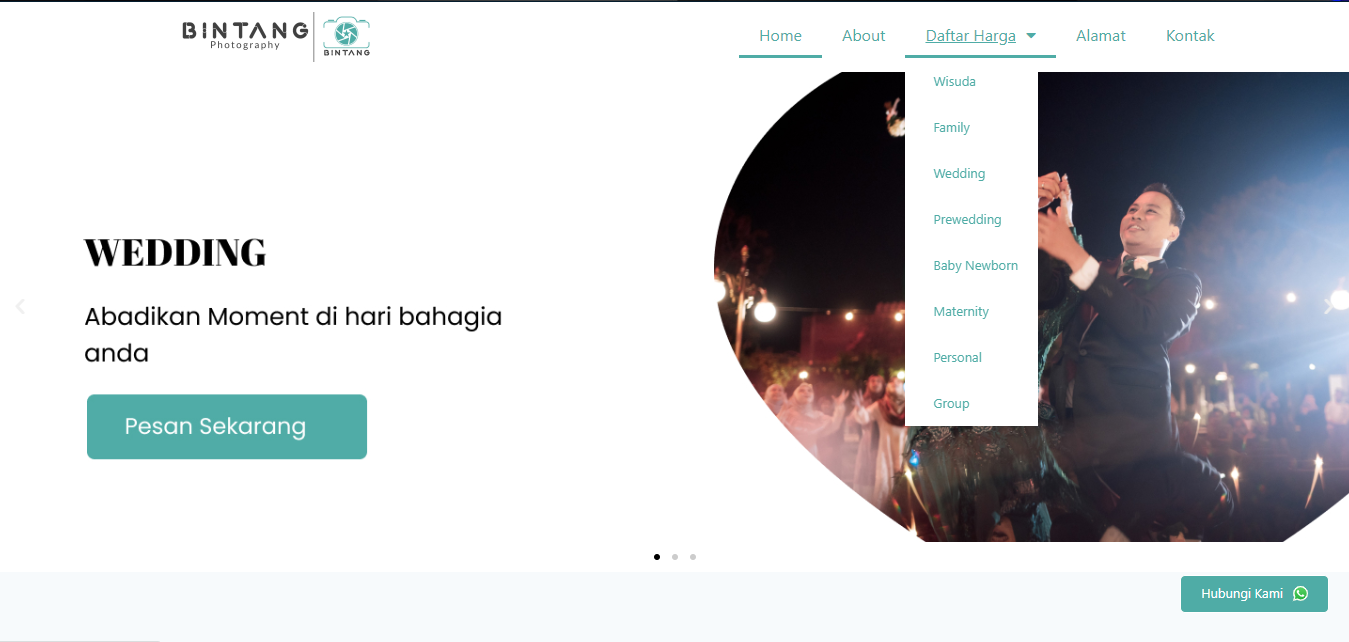 BINTANG
Photography
BINTANG
Home
About
Daftar Harga
Alamat
Kontak
Wisuda
Family
Wedding
Prewedding
Baby Newborn
Maternity
Personal
Group
WEDDING
Abadikan Moment di hari bahagia
anda
Pesan Sekarang
Hubungi Kami